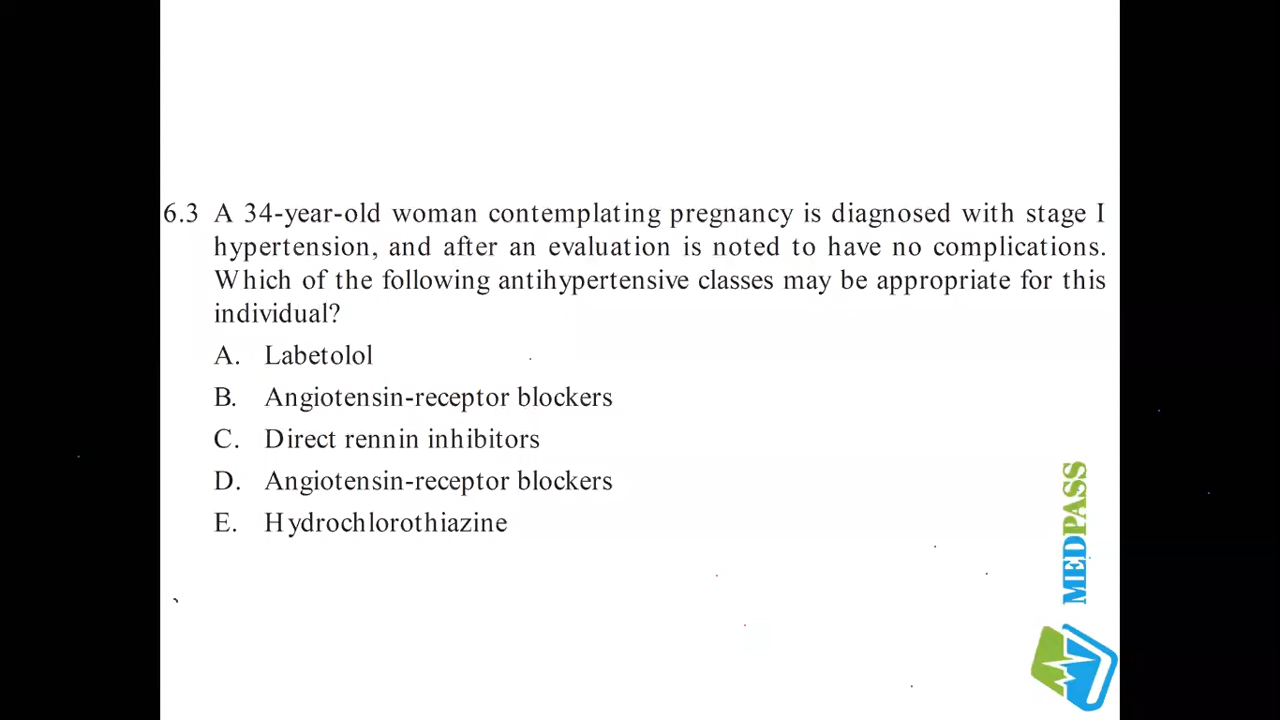 6.3 A 34-year-old woman contemplating pregnancy is diagnosed with stage I
hypertension, and after an evaluation is noted to have no complications.
Which of the following antihypertensive classes may be appropriate for this
individual?
A. Labetolol
B. Angiotensin-receptor blockers
C. Direct rennin inhibitors
D. Angiotensin-receptor blockers
E. Hydrochlorothiazine
MEDPASS